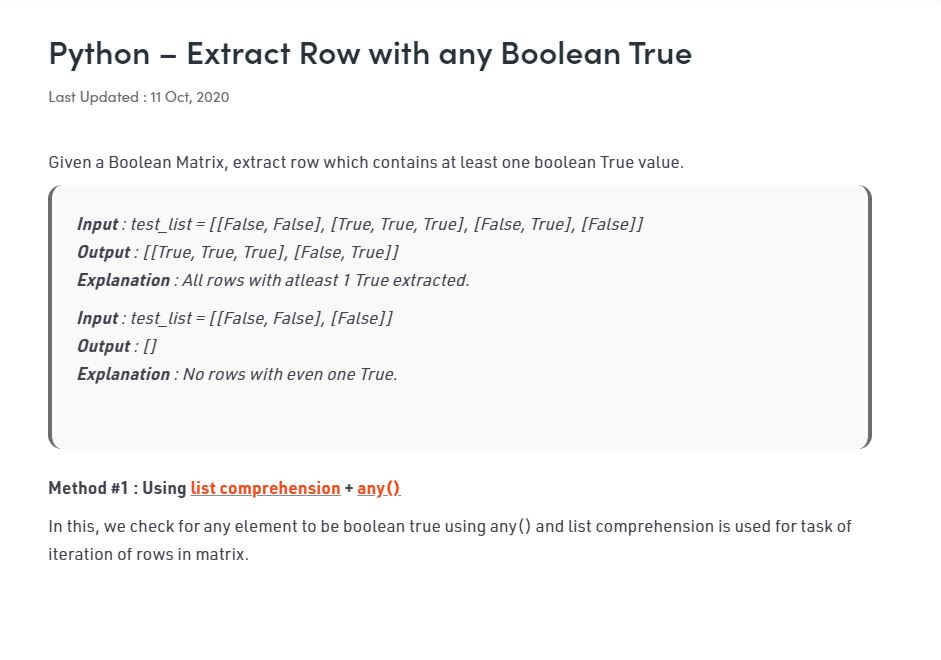 Python – Extract Row with any Boolean True
Last Updated : 11 Oct, 2020
Given a Boolean Matrix, extract row which contains at least one boolean True value.
Input : test_list = [[False, False], [True, True, True], [False, True], [False]]
Output : [[True, True, True], [False, True]]
Explanation : All rows with atleast 1 True extracted.
Input : test_list = [[False, False], [False]]
Output : []
Explanation : No rows with even one True.
Method #1 : Using list comprehension + any()
In this, we check for any element to be boolean true using any() and list comprehension is used for task of
iteration of rows in matrix.